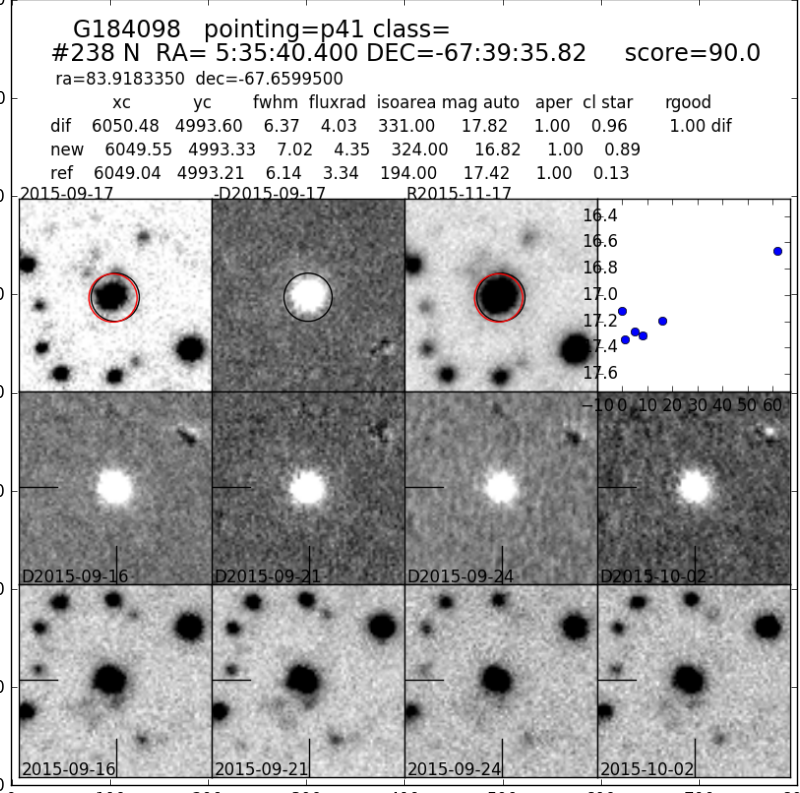 G184098 pointing=p41 class=
#238 N RA= 5:35:40.400 DEC=-67:39:35.82 score=90.0
ra=83.9183350 dec=-67.6599500
xc yc fwhm fluxrad isoarea mag auto aper cl star rgood
dif 6050.48 4993.60 6.37 4.03 331.00 17.82 1.00 0.96 1.00 dif
new 6049.55 4993.33 7.02 4.35 324.00 16.82 1.00 0.89
ref 6049.04 4993.21 6.14 3.34 194.00 17.42 1.00 0.13
2015-09-17 -D2015-09-17 R2015-11-17
16.4
16.6
16.8
17.0
17.2
17.4
17.6
-10 0 10 20 30 40 50 60
D2015-09-16 D2015-09-21 D2015-09-24 D2015-10-02
2015-09-16 2015-09-21 2015-09-24 2015-10-02